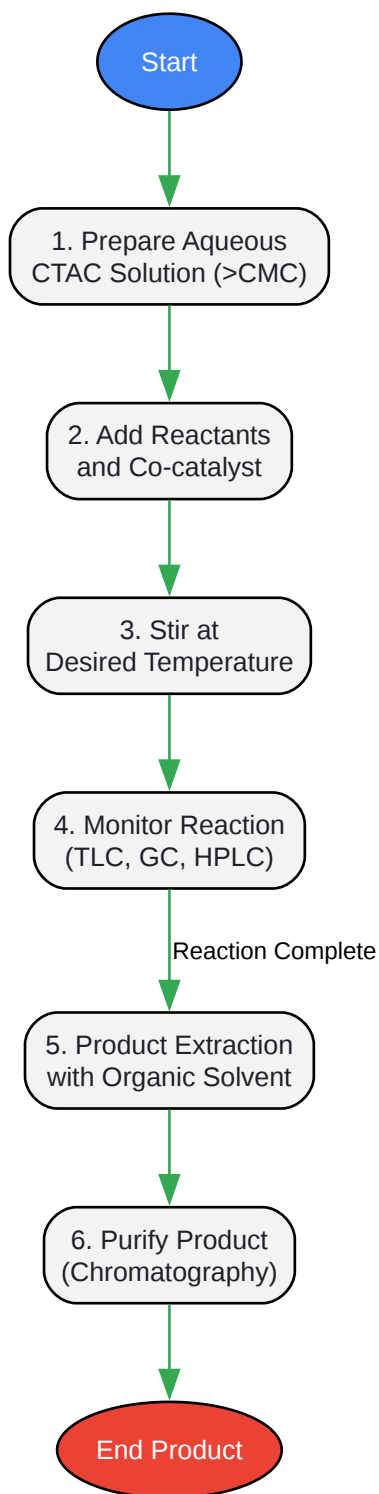 Start
1. Prepare Aqueous
CTAC Solution (>CMC)
2. Add Reactants
and Co-catalyst
3. Stir at
Desired Temperature
4. Monitor Reaction
(TLC, GC, HPLC)
Reaction Complete
5. Product Extraction
with Organic Solvent
6. Purify Product
(Chromatography)
End Product